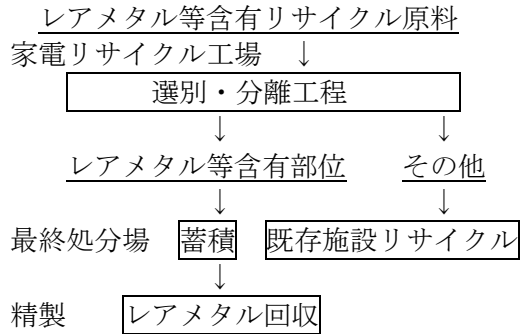 レアメタル等含有リサイクル原料
家電リサイクル工場 ↓
選別・分離工程
↓ ↓
レアメタル等含有部位 その他
↓ ↓
最終処分場 蓄積 既存施設リサイクル
↓
精製 レアメタル回収